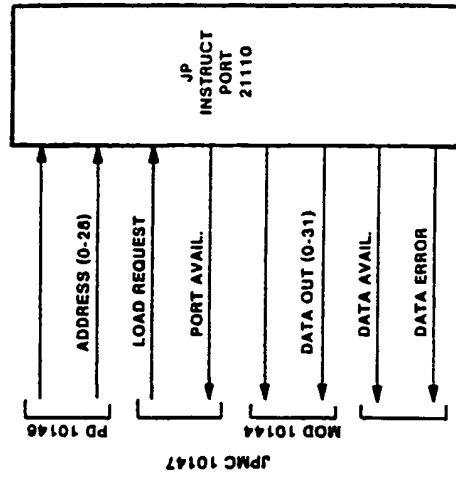 JP
INSTRUCT
PORT
21110
ADDRESS (0-28)
LOAD REQUEST
PORT AVAIL.
DATA OUT (0-31)
DATA AVAIL.
DATA ERROR
PD 10146
MOD 10144
JPMC 10147